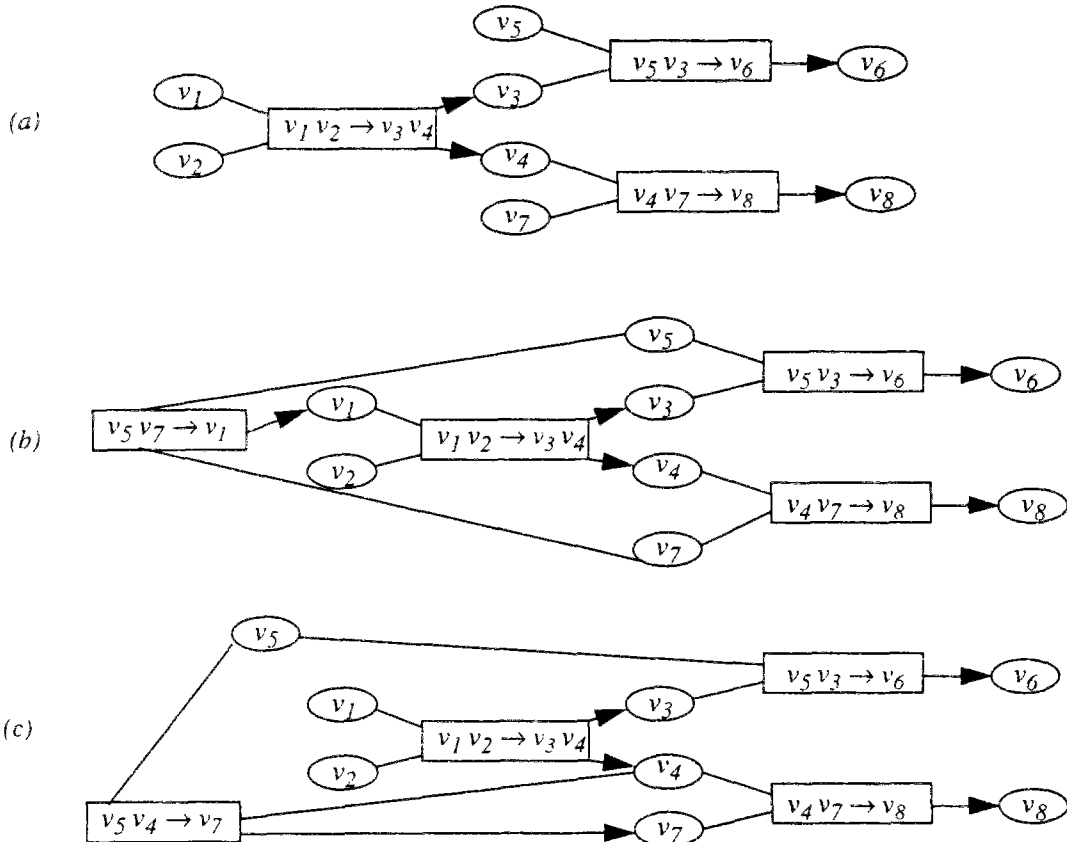 (a)
v1
v2
v1 v2 → v3 v4
v5
v3
v4
v7
v5 v3 → v6
v4 v7 → v8
v6
v8
(b)
v5 v7 → v1
v1
v2
v1 v2 → v3 v4
v5
v3
v4
v7
v5 v3 → v6
v4 v7 → v8
v6
v8
(c)
v5
v5 v4 → v7
v1
v2
v1 v2 → v3 v4
v3
v4
v7
v5 v3 → v6
v4 v7 → v8
v6
v8